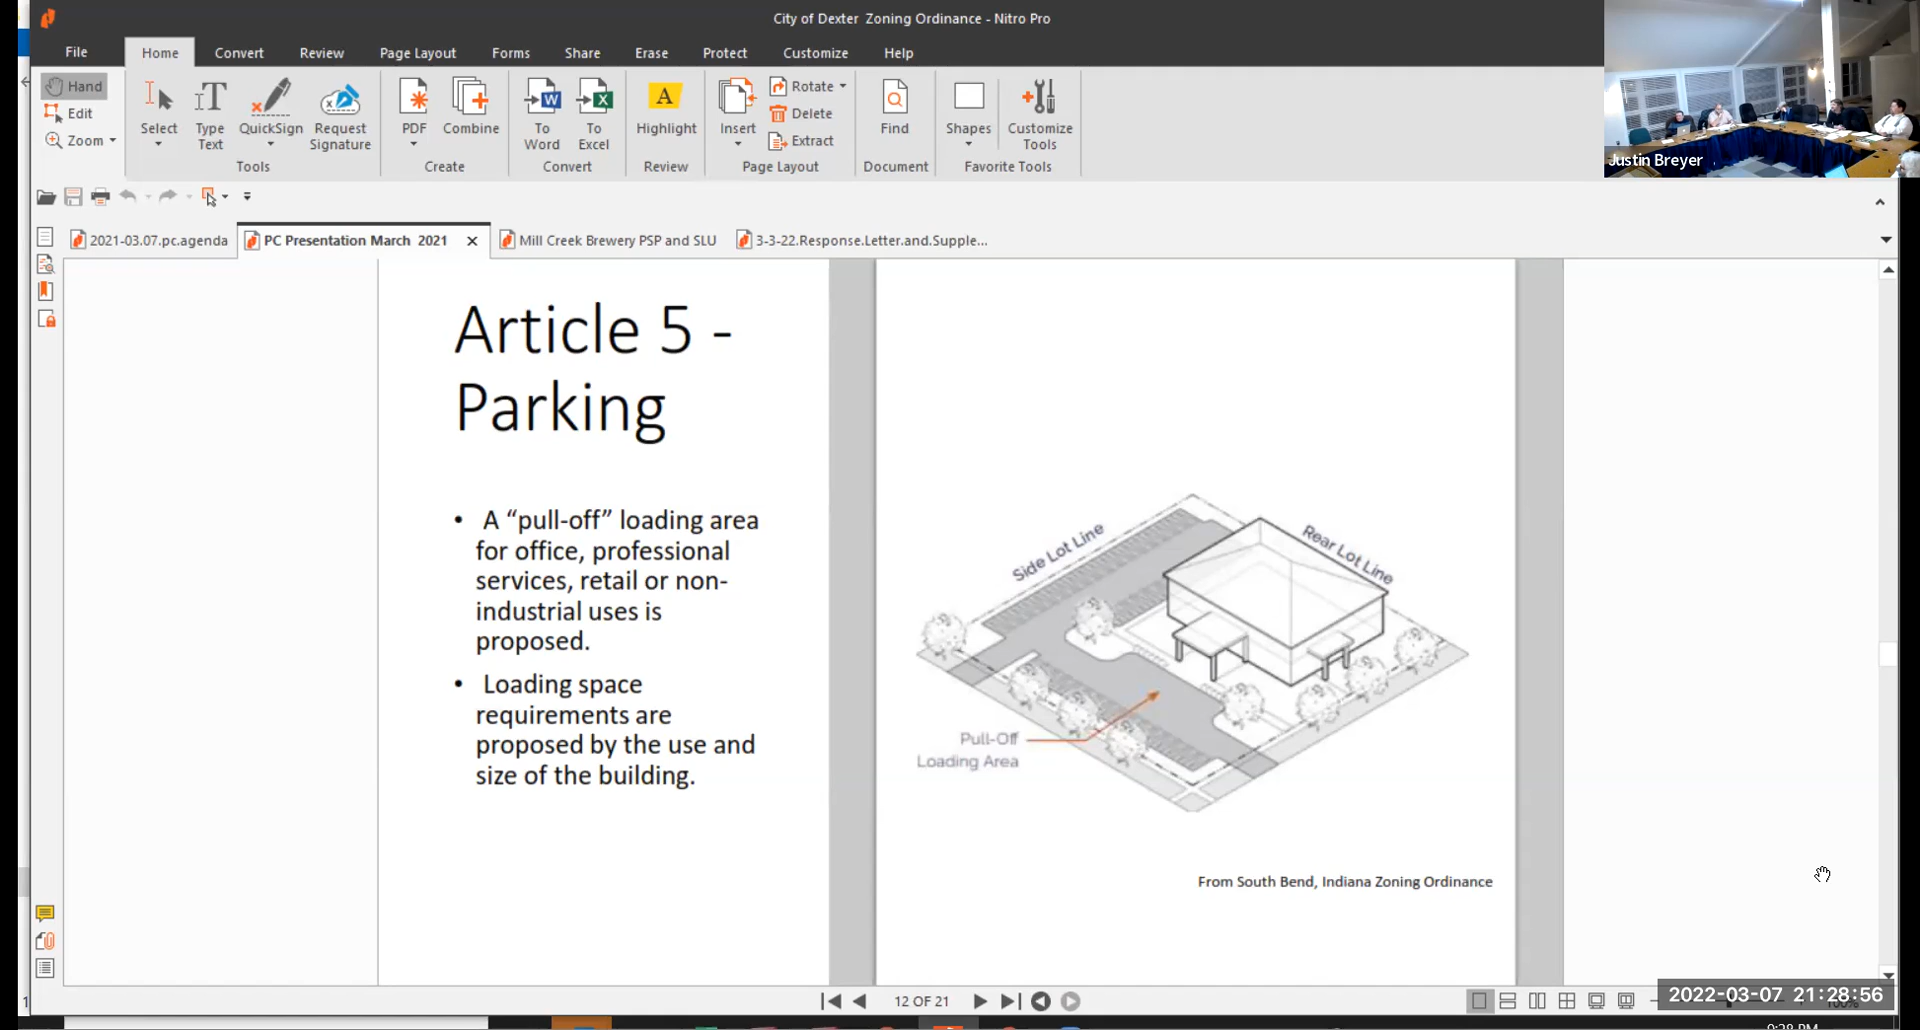 City of Dexter Zoning Ordinance - Nitro Pro
File
Home
Convert
Review
Page Layout
Forms
Share
Erase
Protect
Customize
Help
Hand
Edit
Zoom
Select
Type
Text
QuickSign
Request
Signature
Tools
PDF
Combine
Create
To
Word
To
Excel
Convert
A
Highlight
Review
Insert
Rotate
Delete
Extract
Page Layout
Find
Document
Shapes
Customize
Tools
Favorite Tools
Justin Breyer
2021-03.07.pc.agenda
PC Presentation March 2021
Mill Creek Brewery PSP and SLU
3-3-22.Response.Letter.and.Supple...
Article 5 -
Parking
• A “pull-off” loading area
for office, professional
services, retail or non-
industrial uses is
proposed.
• Loading space
requirements are
proposed by the use and
size of the building.
Side Lot Line
Rear Lot Line
Pull-Off
Loading Area
From South Bend, Indiana Zoning Ordinance
12 OF 21
2022-03-07 21:28:56